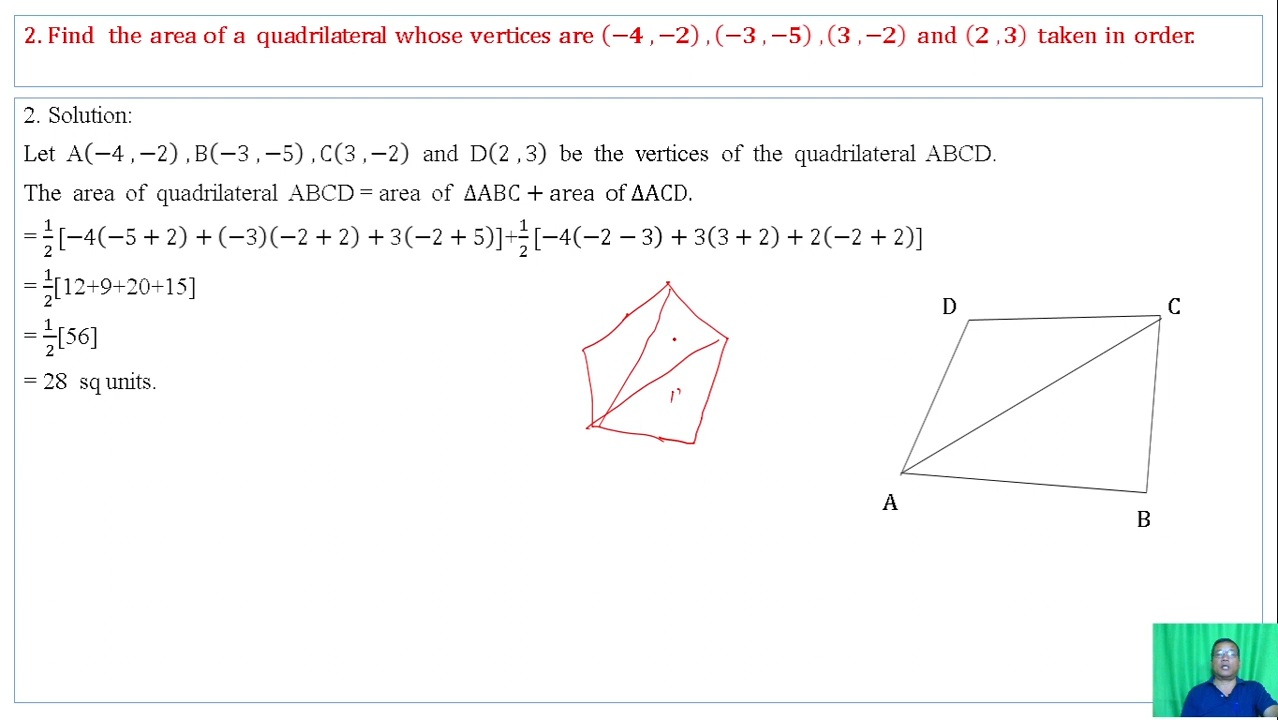 2. Find the area of a quadrilateral whose vertices are (−4 ,−2) ,(−3 ,−5) ,(3 ,−2) and (2 ,3) taken in order.
2. Solution:
Let A(−4 ,−2) ,B(−3 ,−5) ,C(3 ,−2) and D(2 ,3) be the vertices of the quadrilateral ABCD.
The area of quadrilateral ABCD = area of ΔABC + area of ΔACD.
= 1/2 [−4(−5 + 2) + (−3)(−2 + 2) + 3(−2 + 5)]+1/2 [−4(−2 − 3) + 3(3 + 2) + 2(−2 + 2)]
= 1/2[12+9+20+15]
= 1/2[56]
= 28 sq units.
D
C
A
B